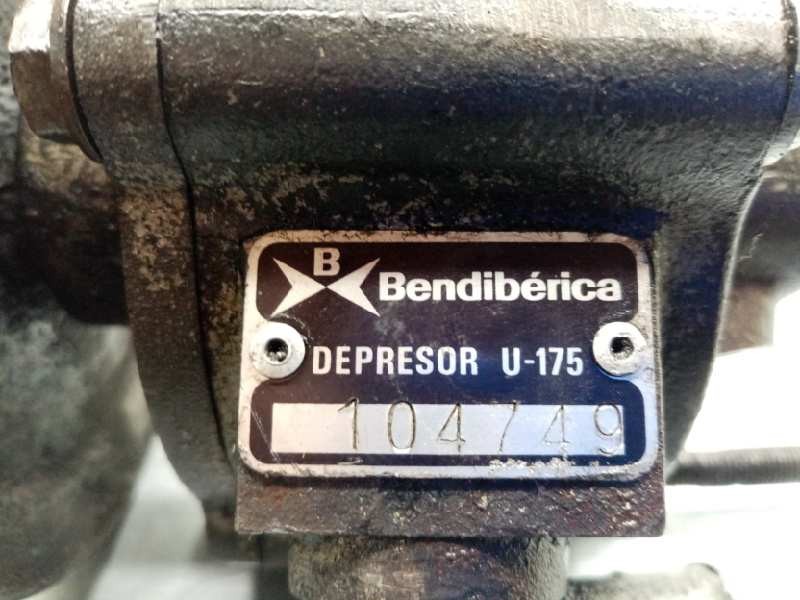 B
Bendibérica
DEPRESOR U-175
104749